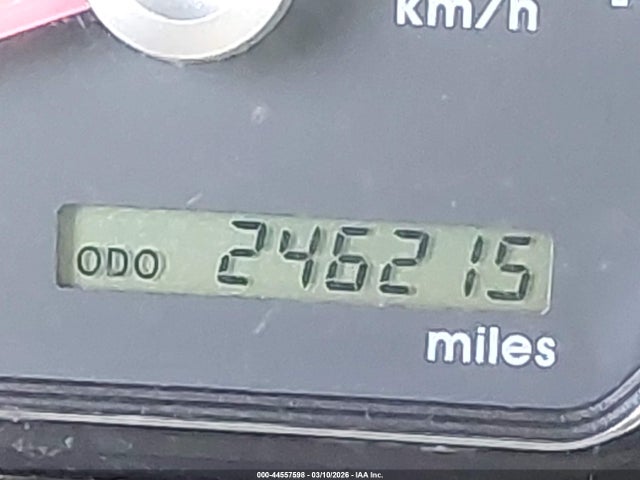 km/h
ODO 246215
miles
000-44557598 - 03/10/2026 - IAA Inc.